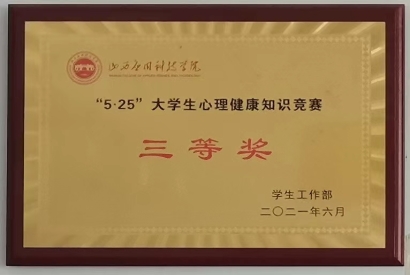 山西应用科技学院
“5·25”大学生心理健康知识竞赛
三等奖
学生工作部
二〇二一年六月